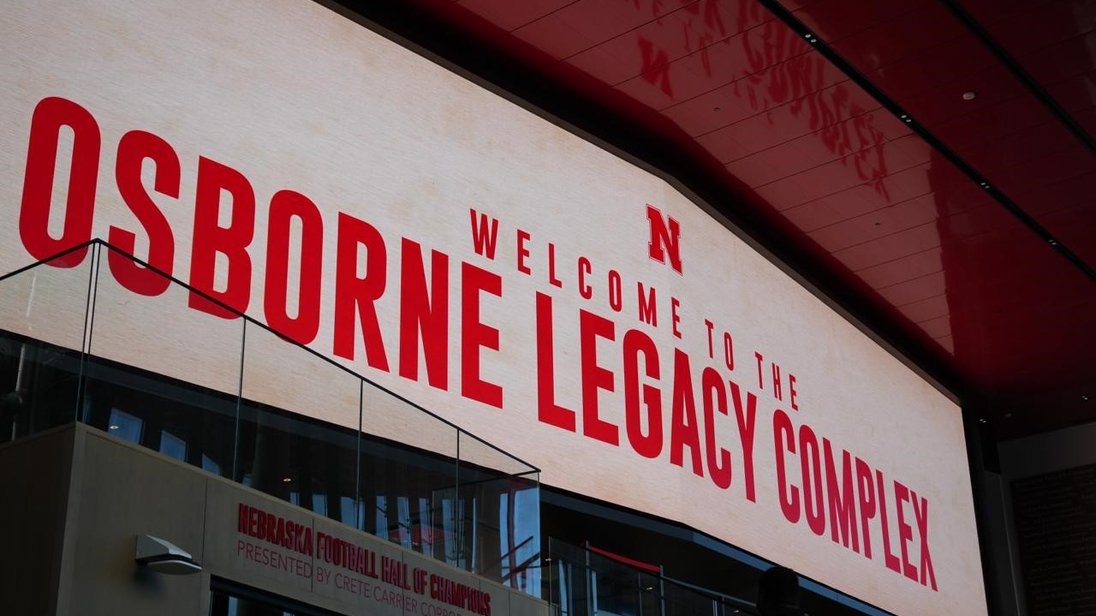 N
WELCOME TO THE
OSBORNE LEGACY COMPLEX
NEBRASKA FOOTBALL HALL OF CHAMPIONS
PRESENTED BY CRETE CARRIER